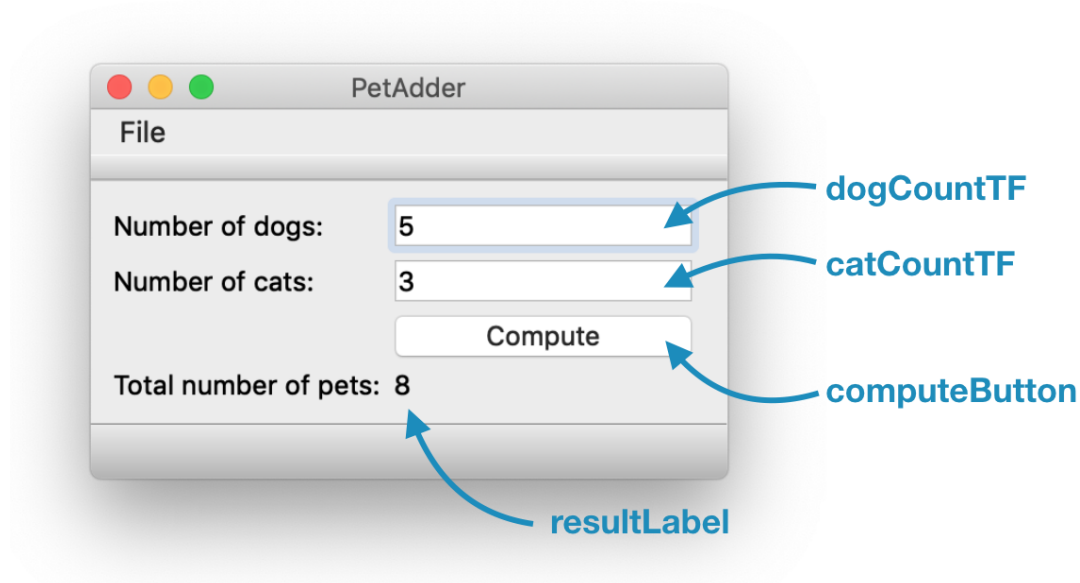 PetAdder
File
Number of dogs: 5
dogCountTF
Number of cats: 3
catCountTF
Compute
computeButton
Total number of pets: 8
resultLabel